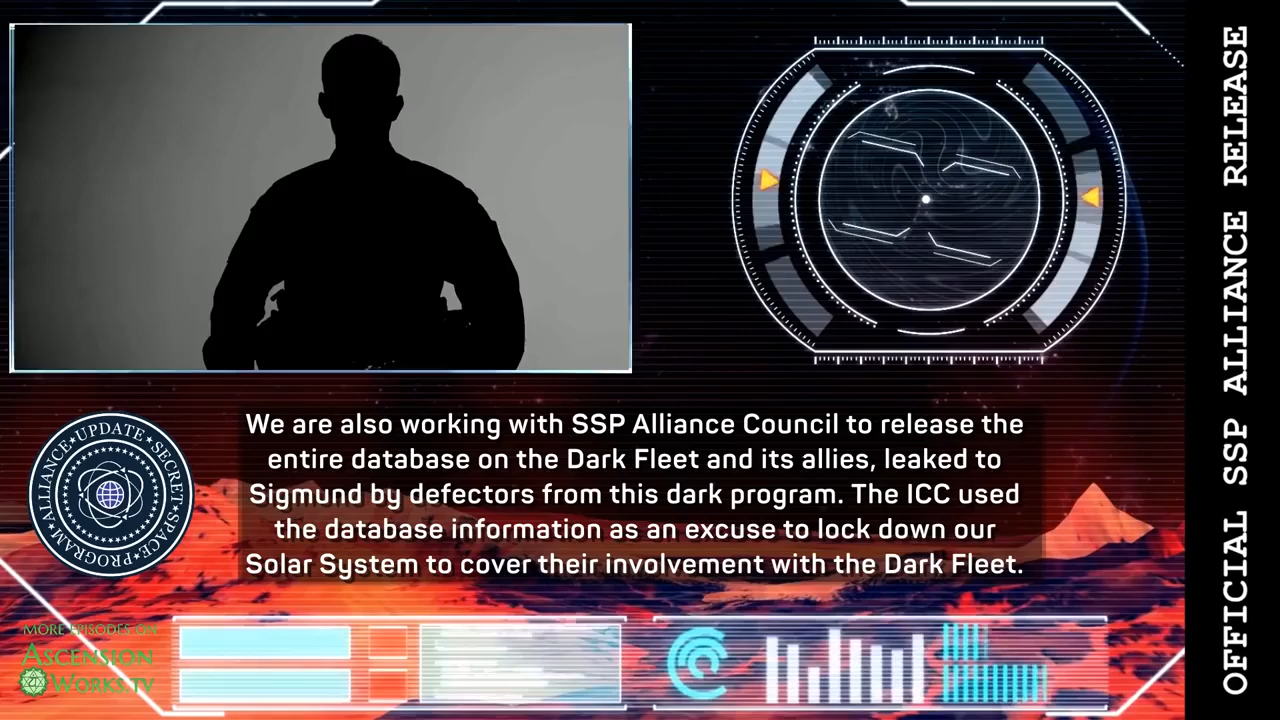 We are also working with SSP Alliance Council to release the
entire database on the Dark Fleet and its allies, leaked to
Sigmund by defectors from this dark program. The ICC used
the database information as an excuse to lock down our
Solar System to cover their involvement with the Dark Fleet.
ALLIANCE★UPDATE★SECRET★SPACE★PROGRAM★
MORE EPISODES ON
ASCENSION
WORKS.TV
OFFICIAL SSP ALLIANCE RELEASE